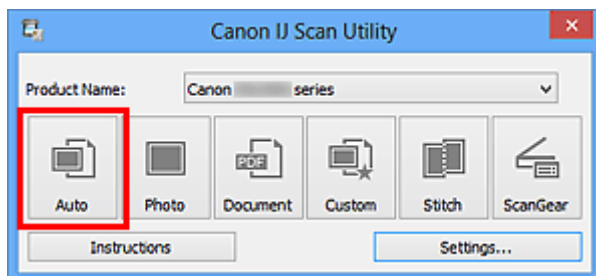 Canon IJ Scan Utility
Product Name: Canon series
PDF
Auto Photo Document Custom Stitch ScanGear
Instructions Settings...